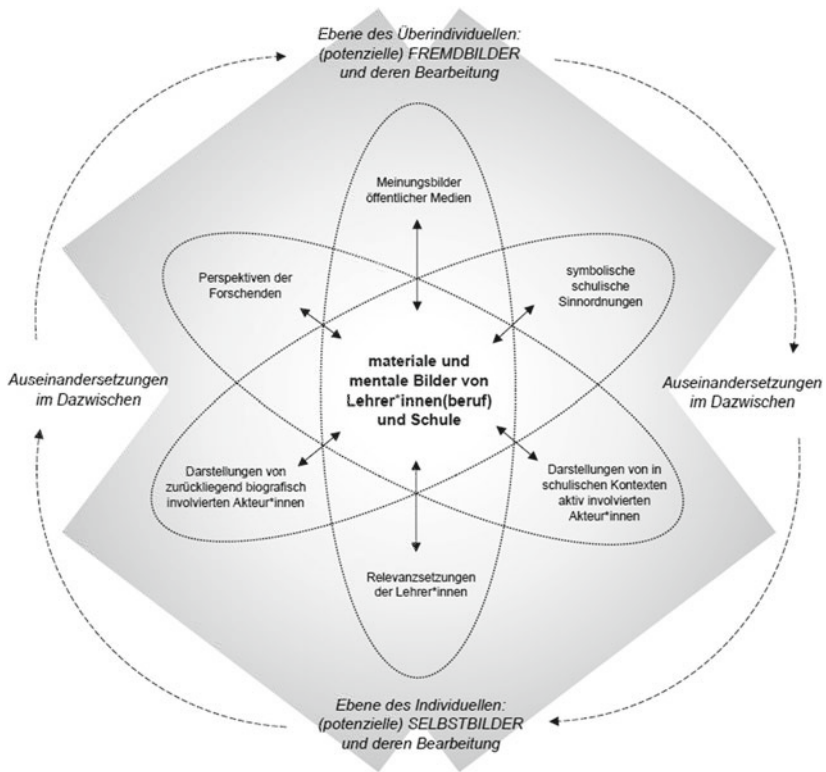 Ebene des Überindividuellen:
(potenzielle) FREMDBILDER
und deren Bearbeitung
Meinungsbilder
öffentlicher Medien
Perspektiven der
Forschenden
symbolische
schulische
Sinnordnungen
materiale und
mentale Bilder von
Lehrer*innen(beruf)
und Schule
Auseinandersetzungen
im Dazwischen
Auseinandersetzungen
im Dazwischen
Darstellungen von
zurückliegend biografisch
involvierten Akteur*innen
Darstellungen von in
schulischen Kontexten
aktiv involvierten
Akteur*innen
Relevanzsetzungen
der Lehrer*innen
Ebene des Individuellen:
(potenzielle) SELBSTBILDER
und deren Bearbeitung